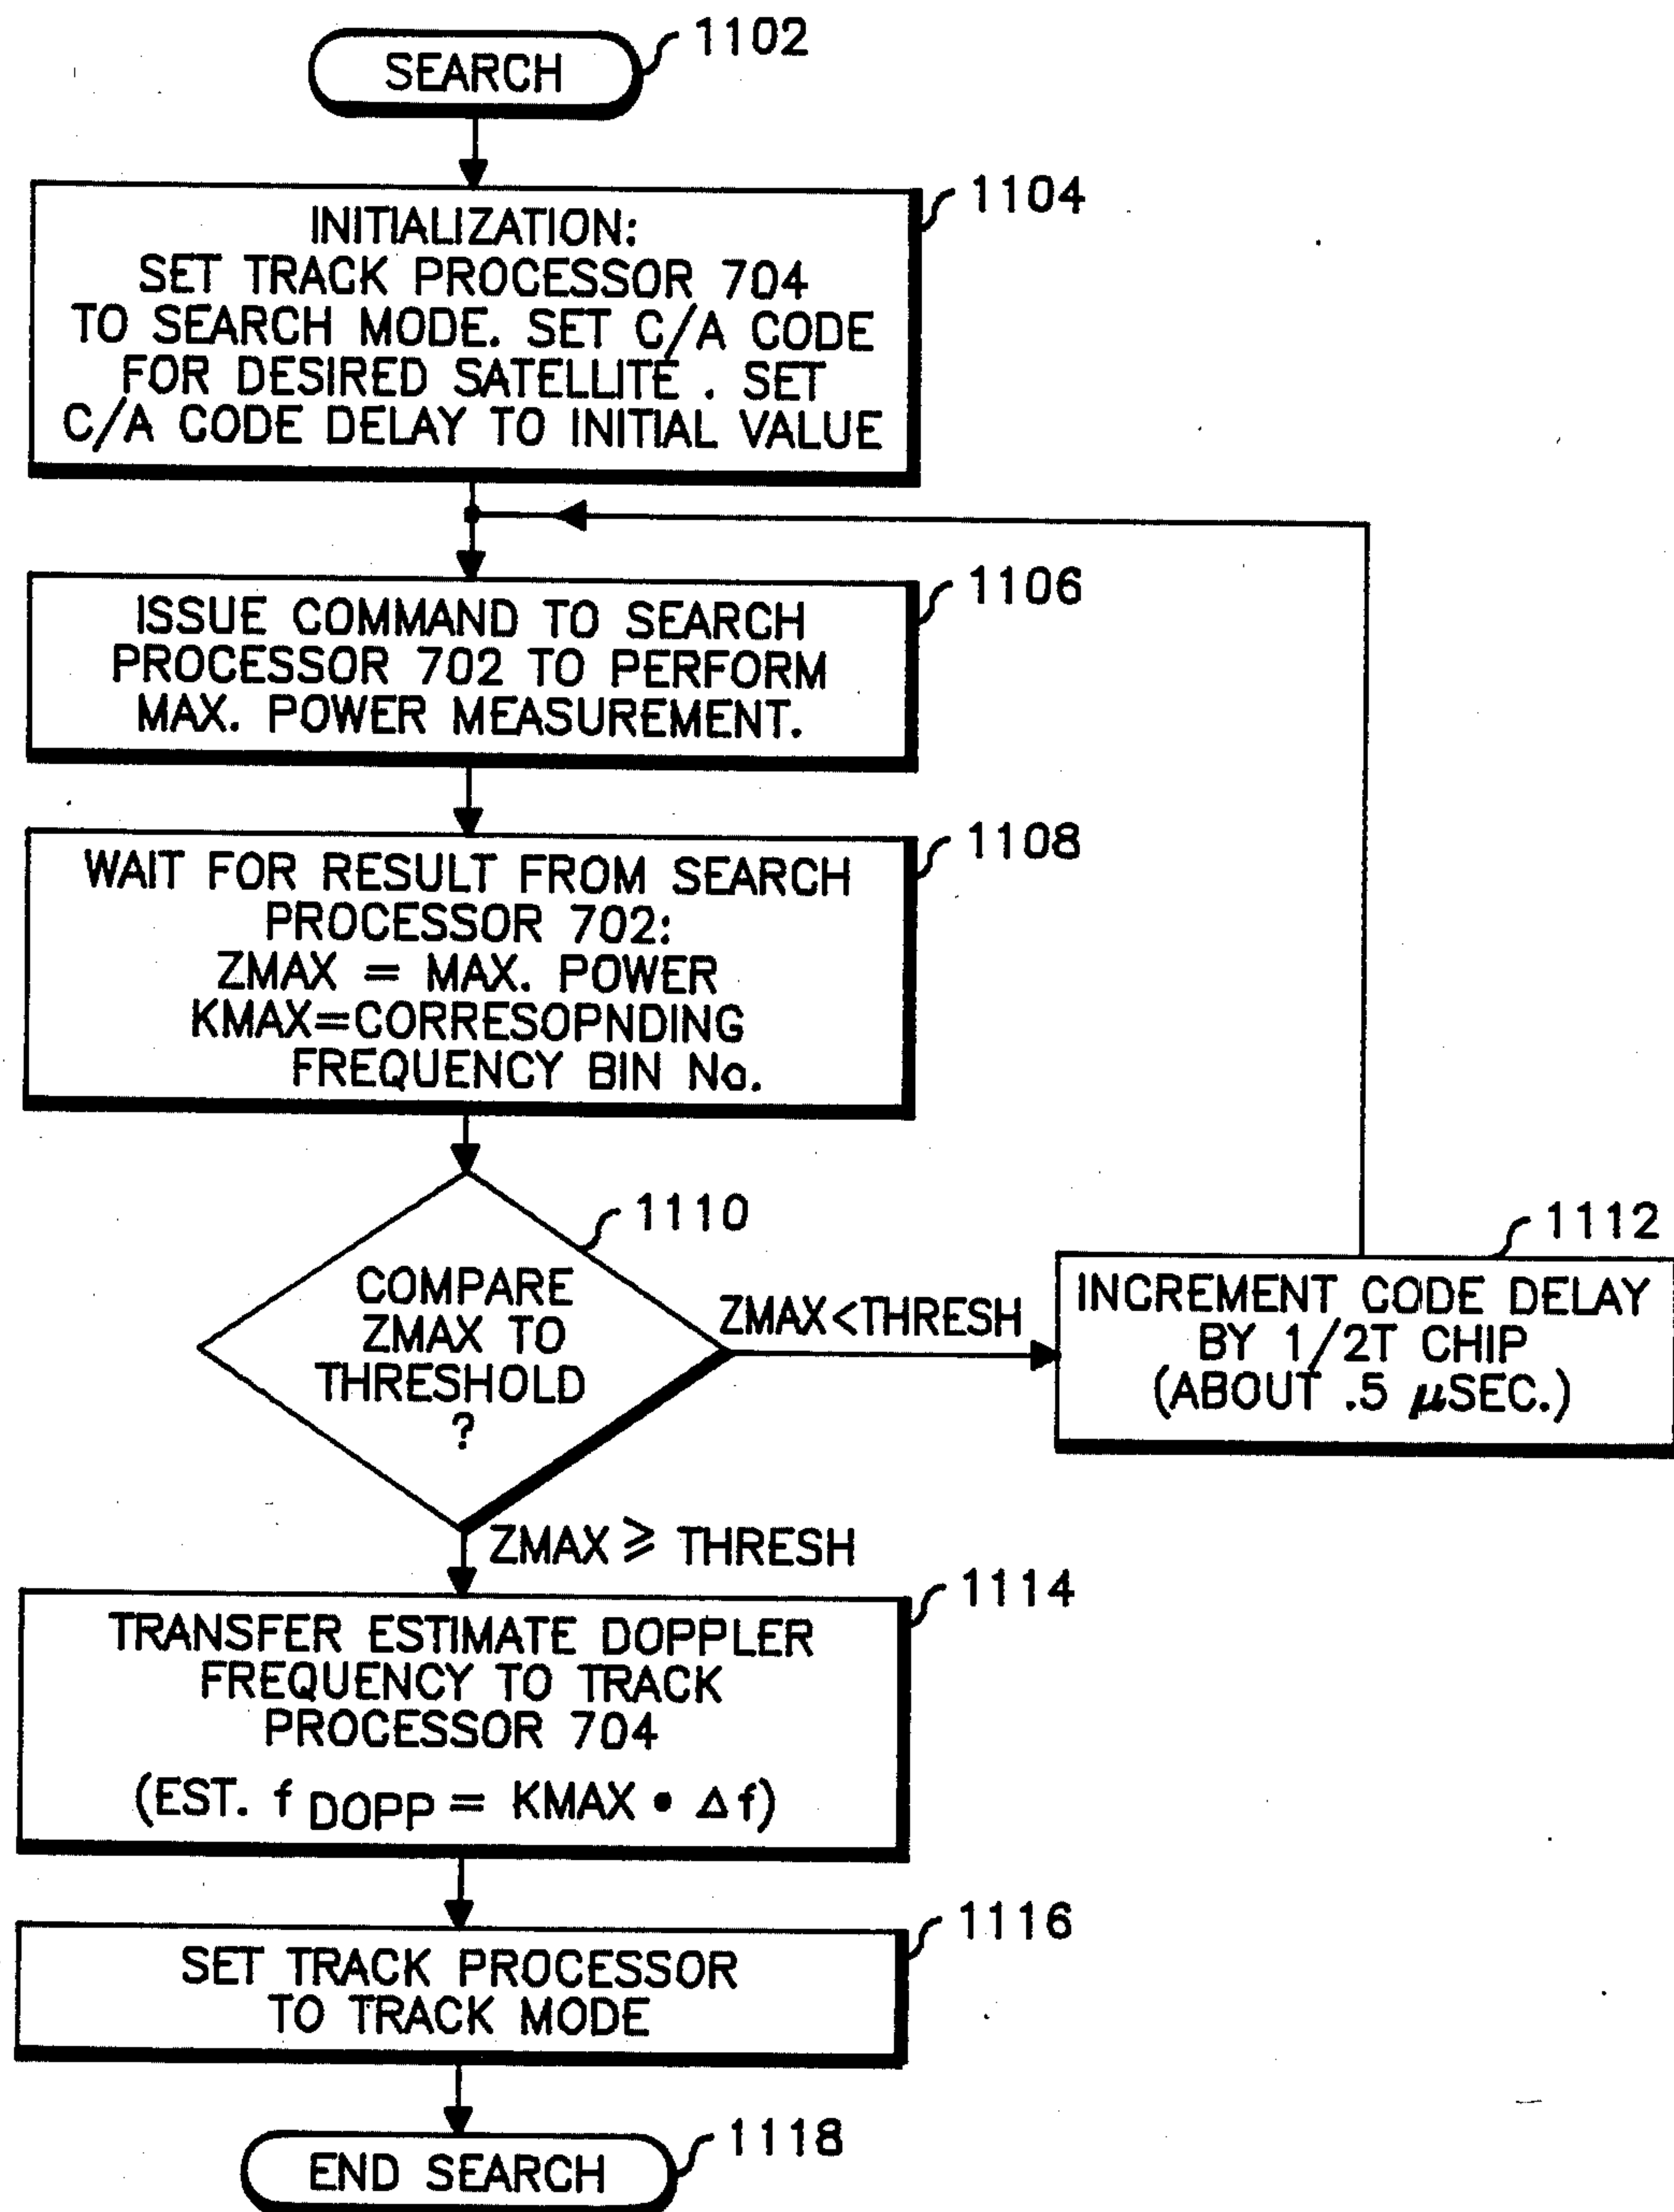 SEARCH
1102
INITIALIZATION:
SET TRACK PROCESSOR 704
TO SEARCH MODE. SET C/A CODE
FOR DESIRED SATELLITE . SET
C/A CODE DELAY TO INITIAL VALUE
1104
ISSUE COMMAND TO SEARCH
PROCESSOR 702 TO PERFORM
MAX. POWER MEASUREMENT.
1106
WAIT FOR RESULT FROM SEARCH
PROCESSOR 702:
ZMAX = MAX. POWER
KMAX=CORRESOPNDING
FREQUENCY BIN No.
1108
COMPARE
ZMAX TO
THRESHOLD
?
1110
ZMAX<THRESH
INCREMENT CODE DELAY
BY 1/2T CHIP
(ABOUT .5 μSEC.)
1112
ZMAX ≥ THRESH
TRANSFER ESTIMATE DOPPLER
FREQUENCY TO TRACK
PROCESSOR 704
(EST. f DOPP = KMAX • Δf)
1114
SET TRACK PROCESSOR
TO TRACK MODE
1116
END SEARCH
1118